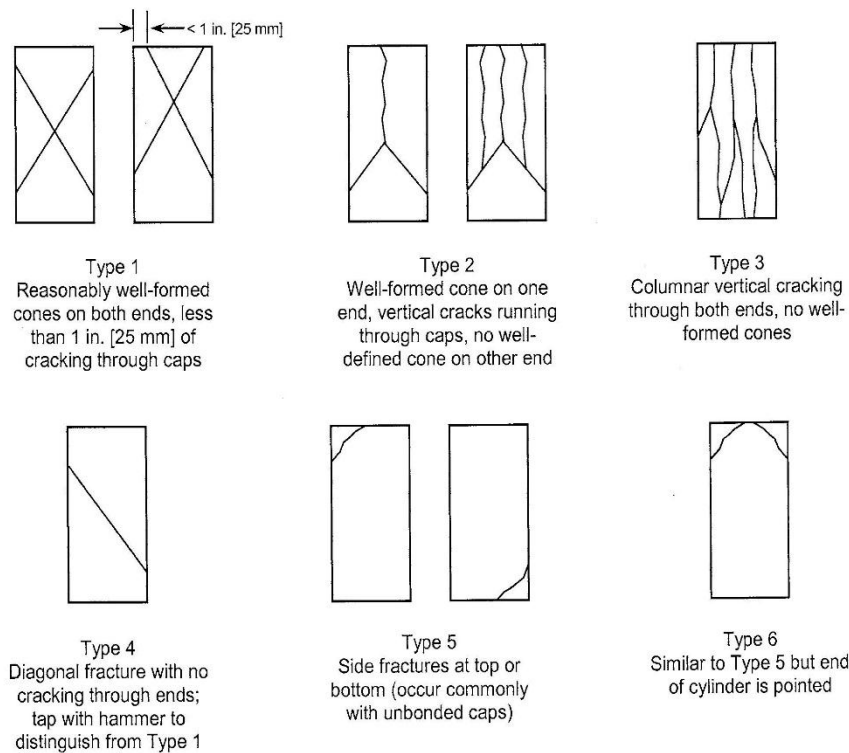 < 1 in. [25 mm]
Type 1
Reasonably well-formed
cones on both ends, less
than 1 in. [25 mm] of
cracking through caps
Type 2
Well-formed cone on one
end, vertical cracks running
through caps, no well-
defined cone on other end
Type 3
Columnar vertical cracking
through both ends, no well-
formed cones
Type 4
Diagonal fracture with no
cracking through ends;
tap with hammer to
distinguish from Type 1
Type 5
Side fractures at top or
bottom (occur commonly
with unbonded caps)
Type 6
Similar to Type 5 but end
of cylinder is pointed